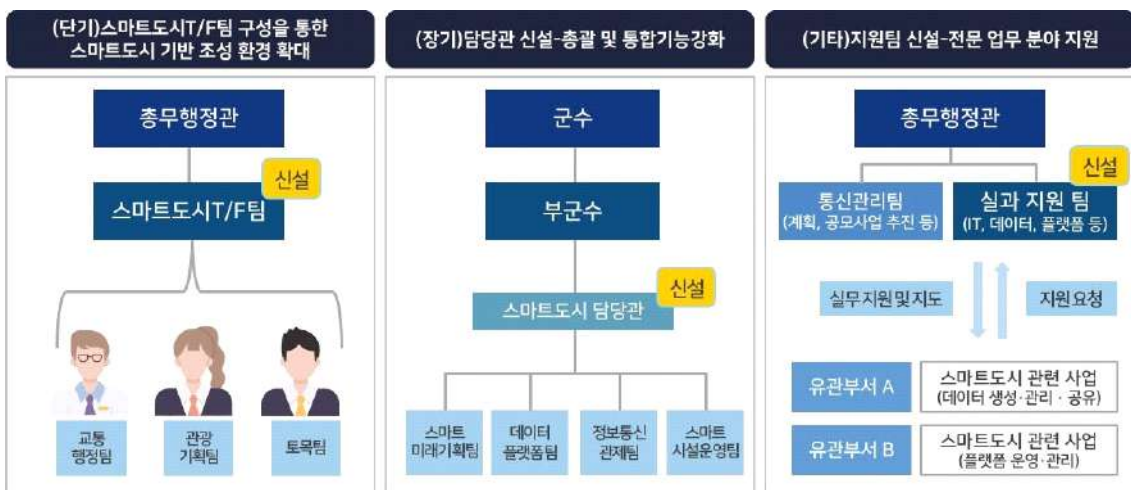 (단기)스마트도시T/F팀 구성을 통한
스마트도시 기반 조성 환경 확대
총무행정관
신설
스마트도시T/F팀
교통
행정팀
관광
기획팀
토목팀
(장기)담당관 신설-총괄 및 통합기능강화
군수
부군수
신설
스마트도시 담당관
스마트
미래기획팀
데이터
플랫폼팀
정보통신
관제팀
스마트
시설운영팀
(기타)지원팀 신설-전문 업무 분야 지원
총무행정관
신설
통신관리팀
(계획, 공모사업 추진 등)
실과 지원 팀
(IT, 데이터, 플랫폼 등)
실무지원및지도
지원요청
유관부서 A
스마트도시 관련 사업
(데이터 생성·관리·공유)
유관부서 B
스마트도시 관련 사업
(플랫폼 운영·관리)